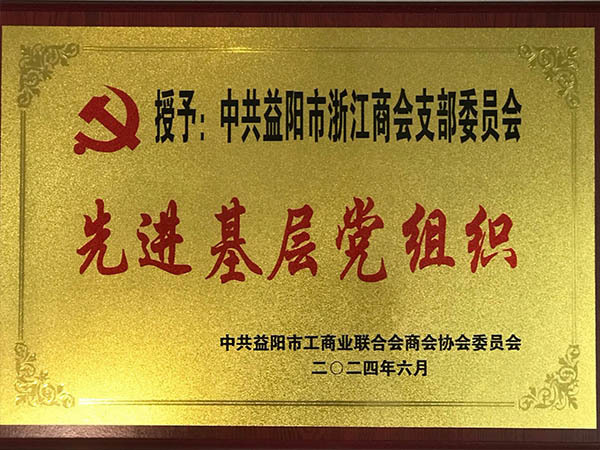 授予：中共益阳市浙江商会支部委员会
先进基层党组织
中共益阳市工商业联合会商会协会委员会
二〇二四年六月